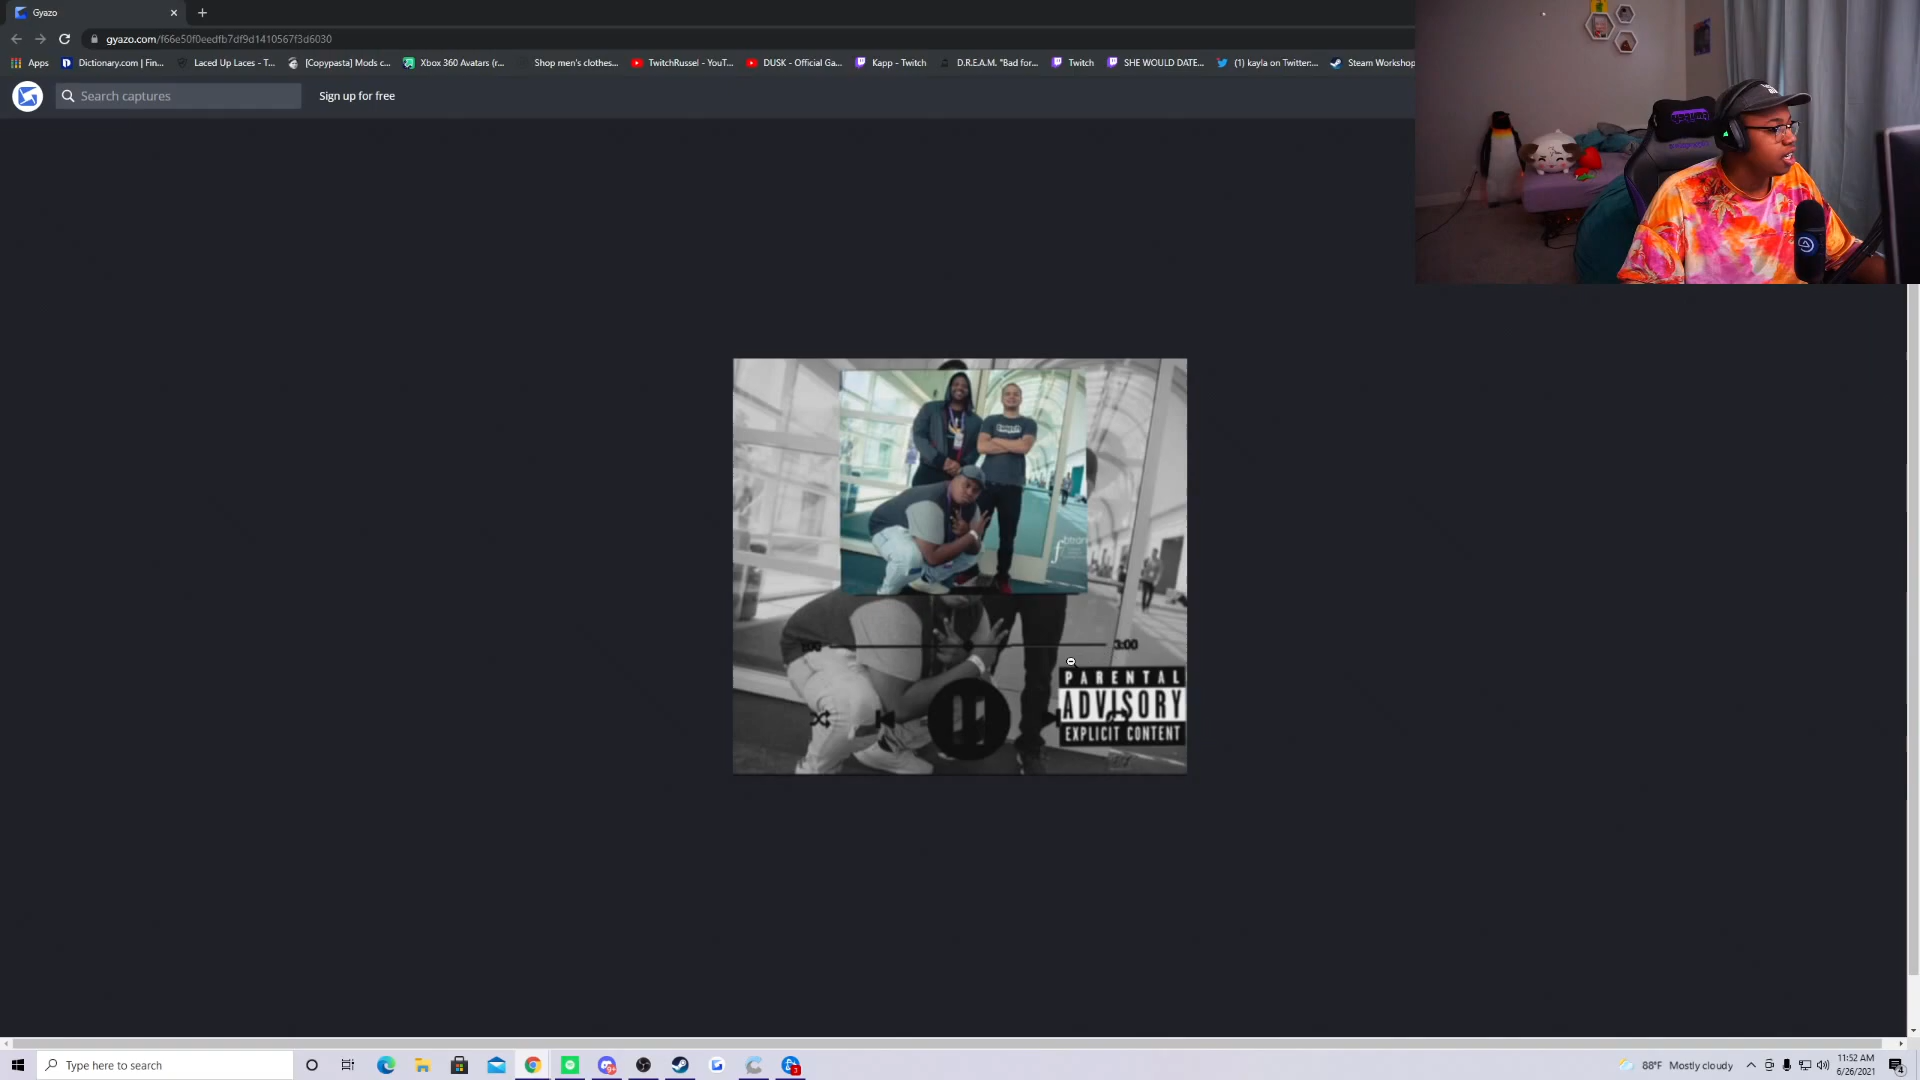 Gyazo
gyazo.com/f66e50f0eedfb7df9d1410567f3d6030
Apps
Dictionary.com | Fin...
Laced Up Laces - T...
[Copypasta] Mods c...
Xbox 360 Avatars (r...
Shop men's clothes...
TwitchRussel - YouT...
DUSK - Official Ga...
Kapp - Twitch
D.R.E.A.M. "Bad for...
Twitch
SHE WOULD DATE...
(1) kayla on Twitter:...
Steam Workshop
Search captures
Sign up for free
3:00
PARENTAL
ADVISORY
EXPLICIT CONTENT
Type here to search
88°F Mostly cloudy
11:52 AM
6/26/2021